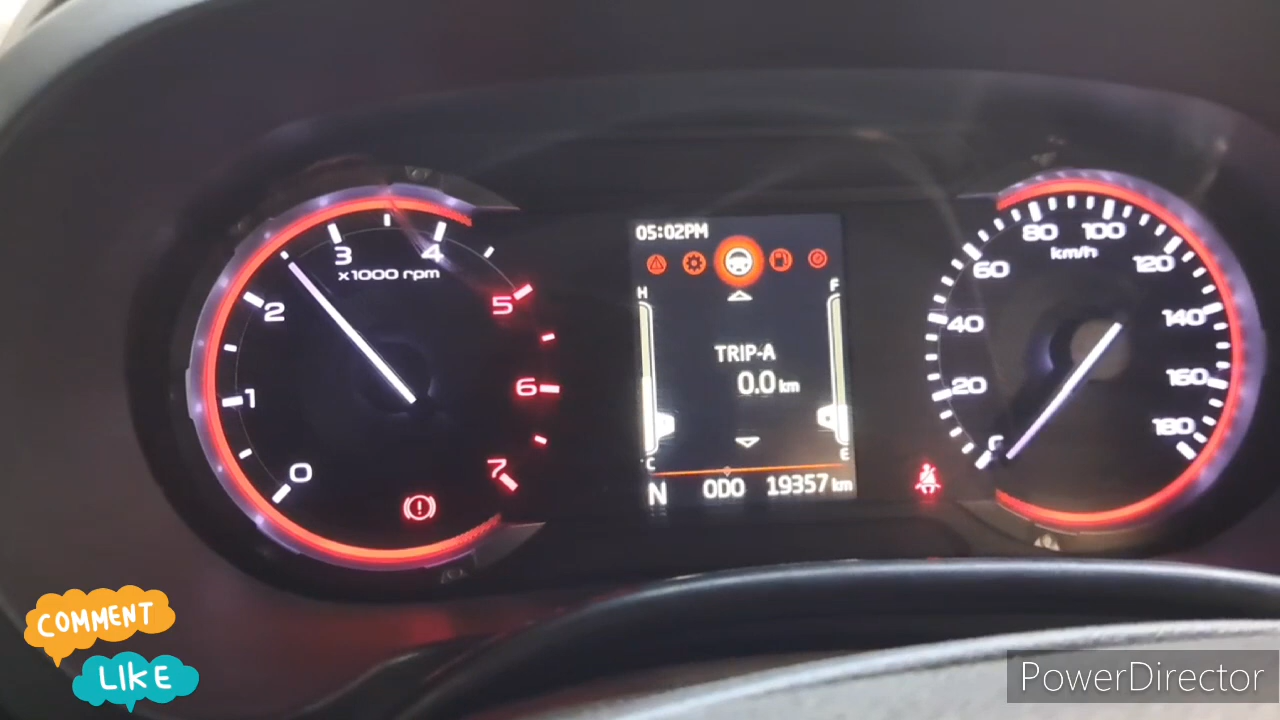 05:02PM
3
4
x1000 rpm
2
5
1
6
0
7
H
F
TRIP-A
0.0 km
C
E
N
ODO
19357 km
80
100
km/h
60
120
40
140
20
160
180
COMMENT
LIKE
PowerDirector